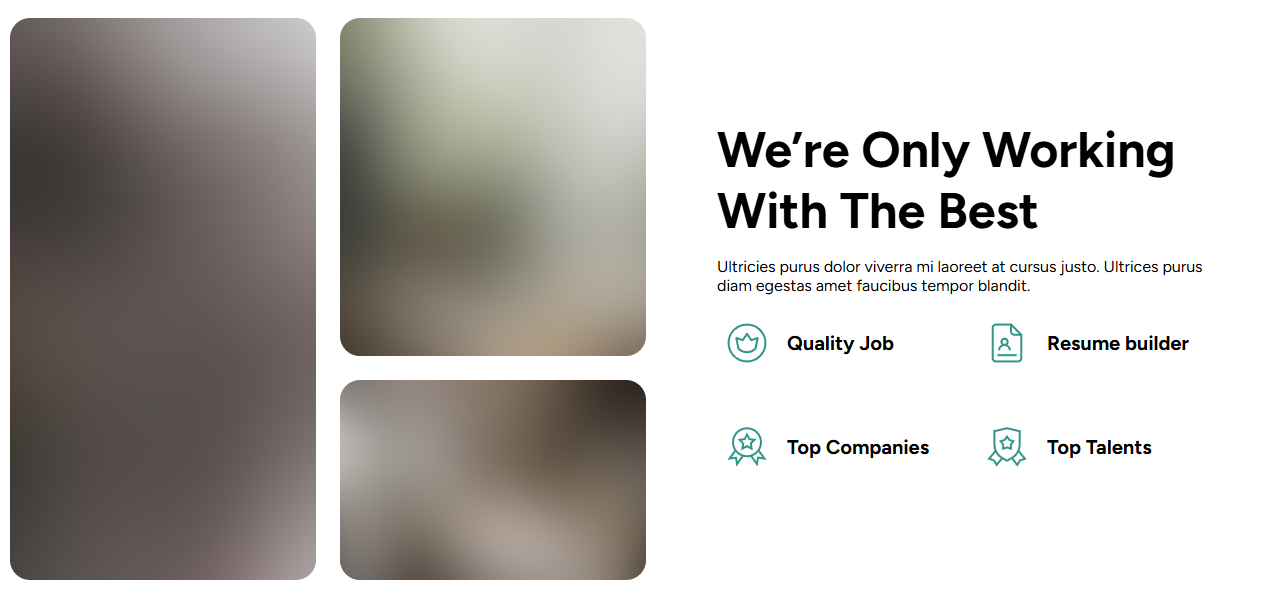 We’re Only Working
With The Best
Ultricies purus dolor viverra mi laoreet at cursus justo. Ultrices purus
diam egestas amet faucibus tempor blandit.
Quality Job
Resume builder
Top Companies
Top Talents